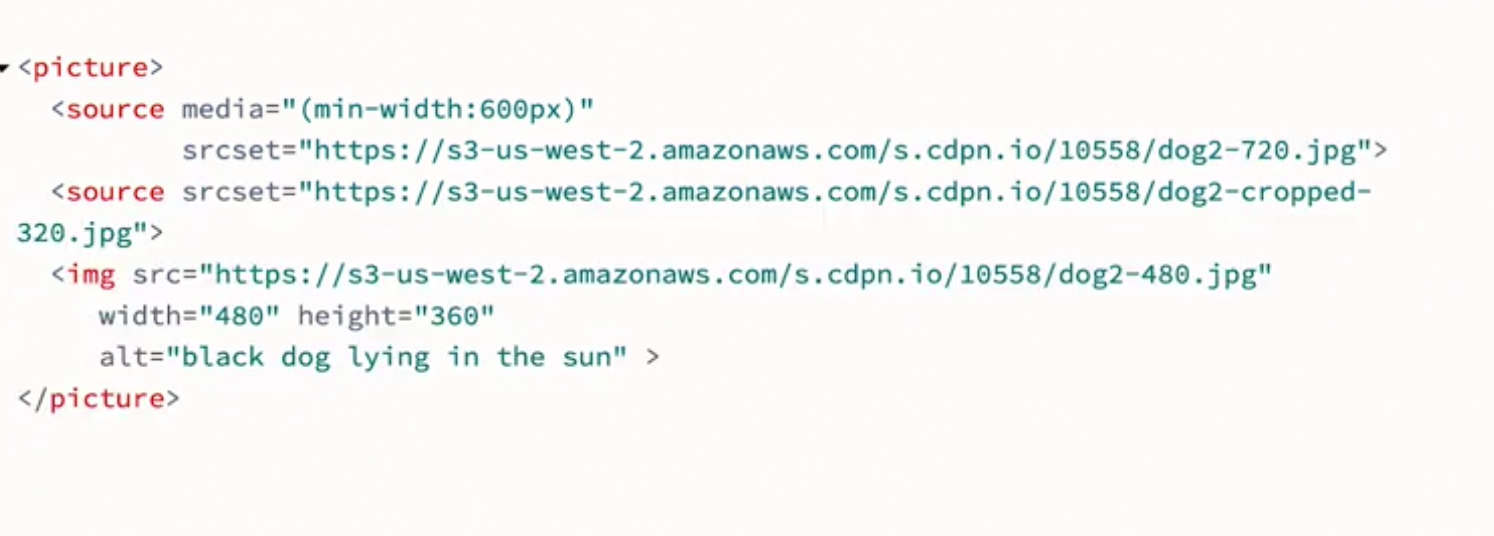 <picture>
<source media="(min-width:600px)"
srcset="https://s3-us-west-2.amazonaws.com/s.cdpn.io/10558/dog2-720.jpg">
<source srcset="https://s3-us-west-2.amazonaws.com/s.cdpn.io/10558/dog2-cropped-
320.jpg">
<img src="https://s3-us-west-2.amazonaws.com/s.cdpn.io/10558/dog2-480.jpg"
width="480" height="360"
alt="black dog lying in the sun" >
</picture>